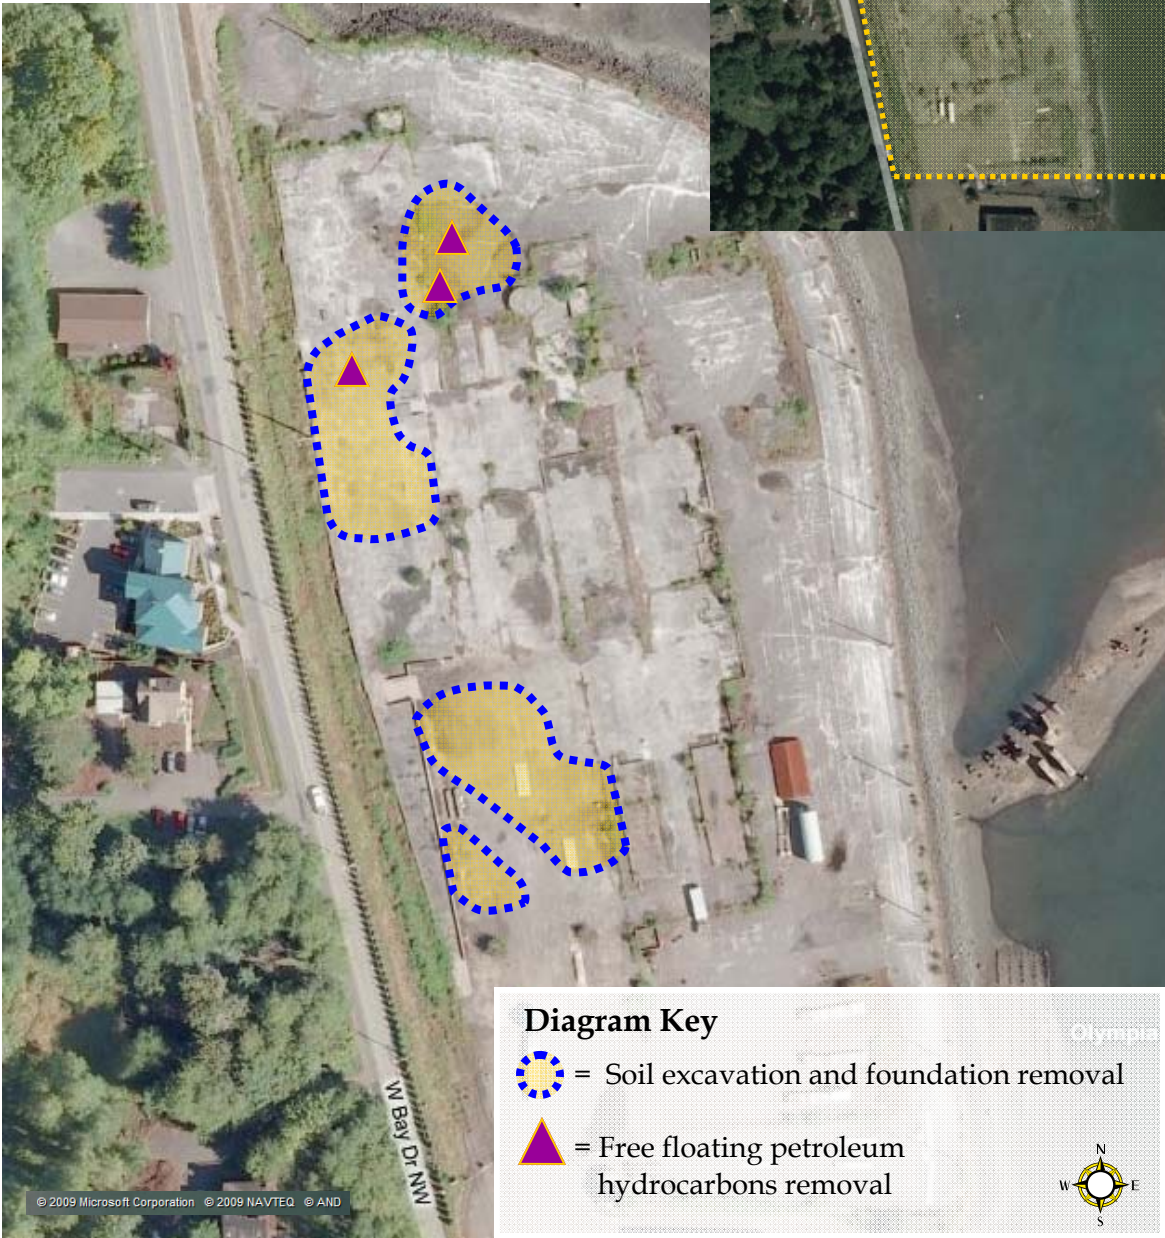 Diagram Key
= Soil excavation and foundation removal
= Free floating petroleum
hydrocarbons removal
Olympia
N
W E
S
W Bay Dr NW
© 2009 Microsoft Corporation © 2009 NAVTEQ © AND